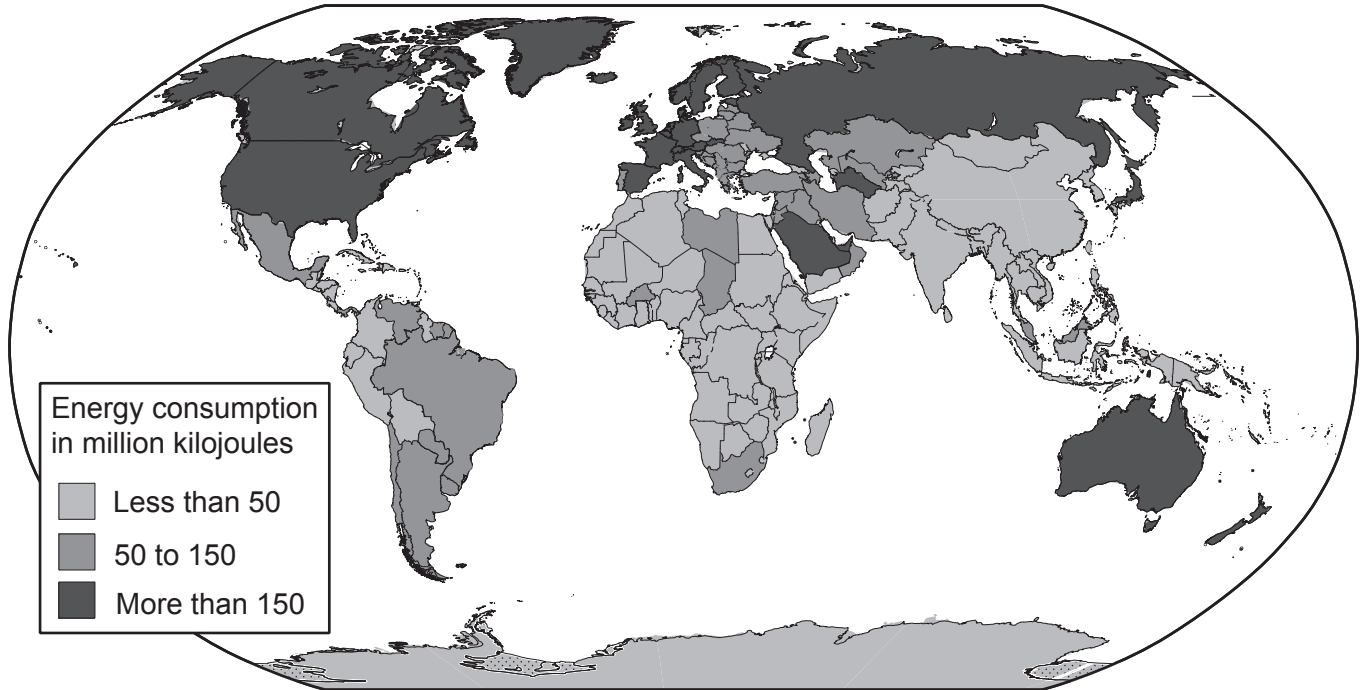 Energy consumption
in million kilojoules
Less than 50
50 to 150
More than 150